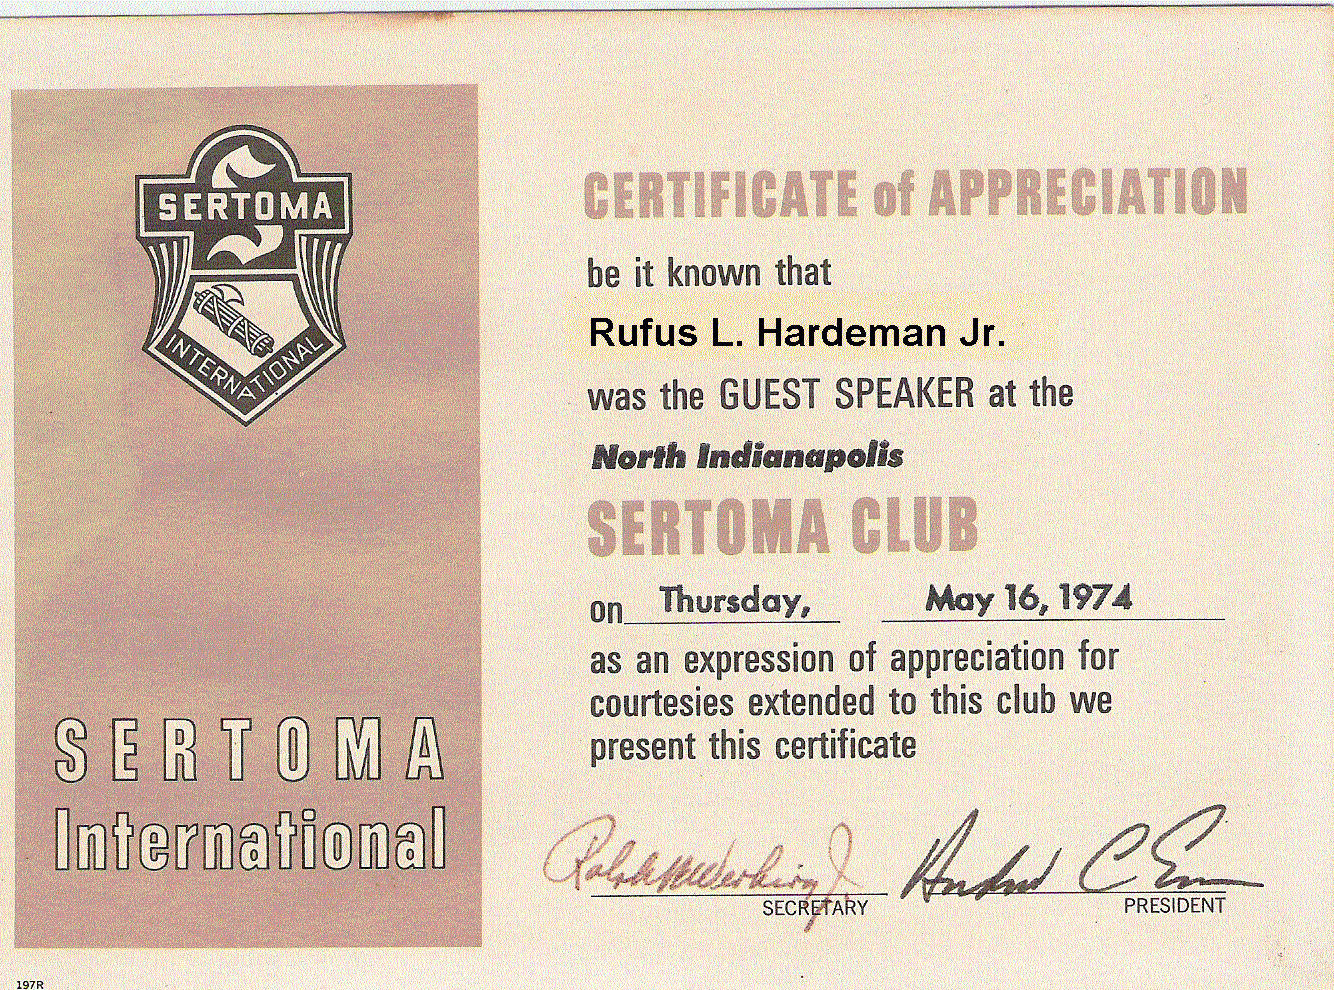 SERTOMA
INTERNATIONAL
SERTOMA
International
197R
CERTIFICATE of APPRECIATION
be it known that
Rufus L. Hardeman Jr.
was the GUEST SPEAKER at the
North Indianapolis
SERTOMA CLUB
on Thursday, May 16, 1974
as an expression of appreciation for
courtesies extended to this club we
present this certificate
SECRETARY
PRESIDENT